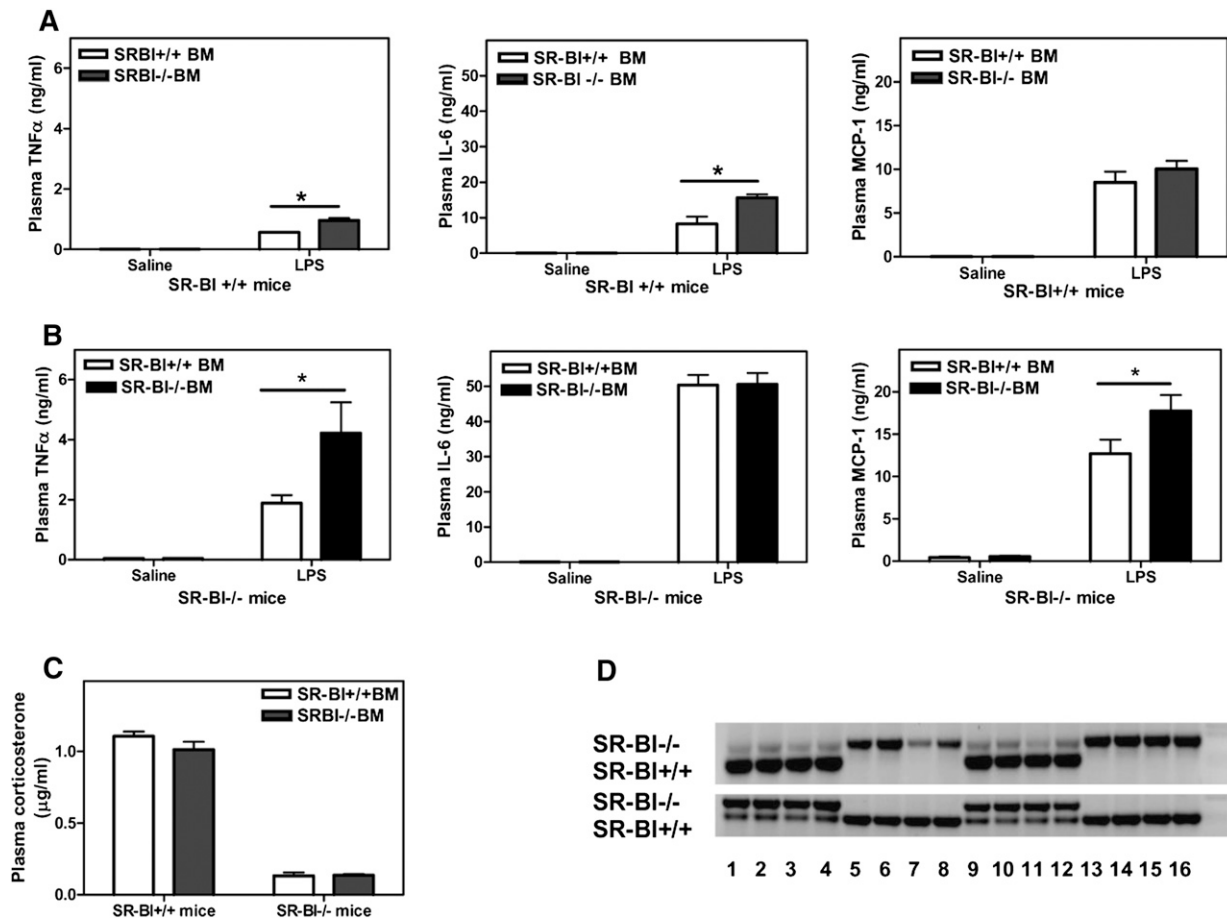 A
SRBI+/+ BM
SRBI-/-BM
Plasma TNFα (ng/ml)
6
4
2
0
Saline
LPS
*
SR-BI +/+ mice
SR-BI+/+ BM
SR-BI -/- BM
Plasma IL-6 (ng/ml)
50
40
30
20
10
0
Saline
LPS
*
SR-BI +/+ mice
SR-BI+/+ BM
SR-BI-/- BM
Plasma MCP-1 (ng/ml)
20
15
10
5
0
Saline
LPS
SR-BI+/+ mice
B
SR-BI+/+ BM
SR-BI-/-BM
Plasma TNFα (ng/ml)
6
4
2
0
Saline
LPS
*
SR-BI-/- mice
SR-BI+/+BM
SR-BI-/-BM
Plasma IL-6 (ng/ml)
50
40
30
20
10
0
Saline
LPS
SR-BI-/- mice
SR-BI+/+ BM
SR-BI-/-BM
Plasma MCP-1 (ng/ml)
20
15
10
5
0
Saline
LPS
*
SR-BI-/- mice
C
SR-BI+/+BM
SRBI-/-BM
Plasma corticosterone
(µg/ml)
1.0
0.5
0.0
SR-BI+/+ mice
SR-BI-/- mice
D
SR-BI-/-
SR-BI+/+
SR-BI-/-
SR-BI+/+
1 2 3 4 5 6 7 8 9 10 11 12 13 14 15 16